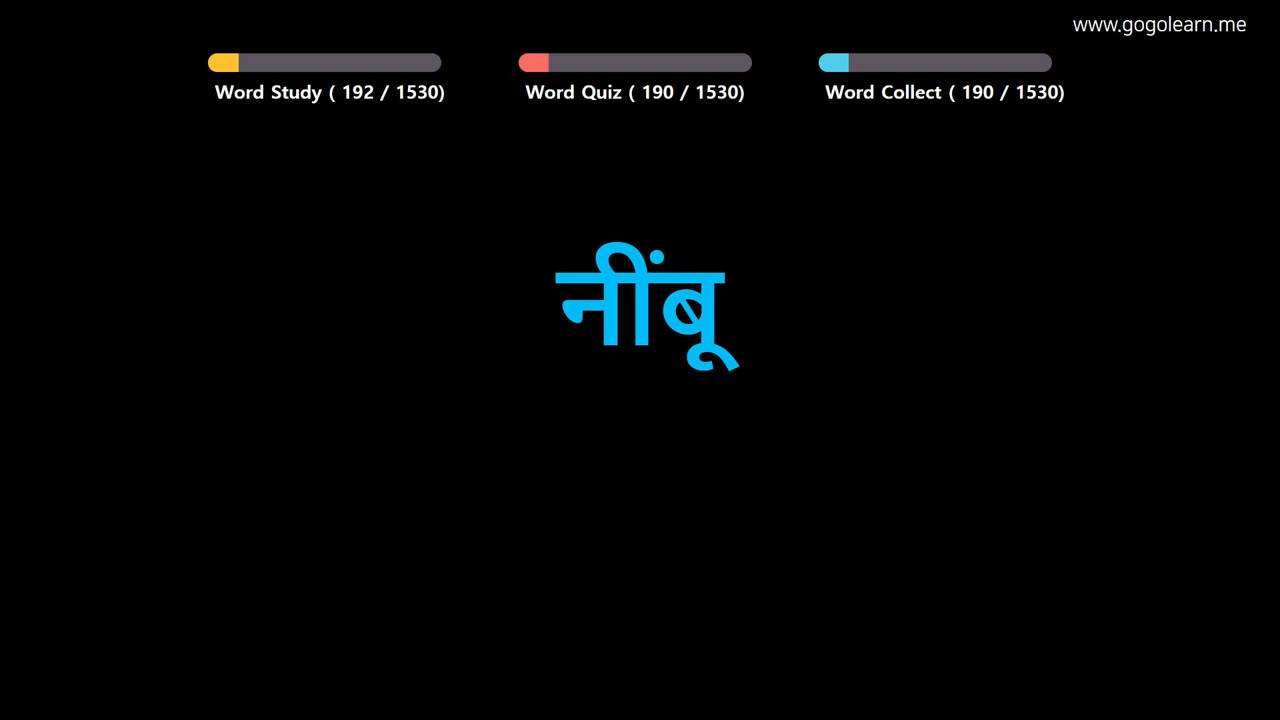 www.gogolearn.me
Word Study ( 192 / 1530) Word Quiz ( 190 / 1530) Word Collect ( 190 / 1530)
नींबू